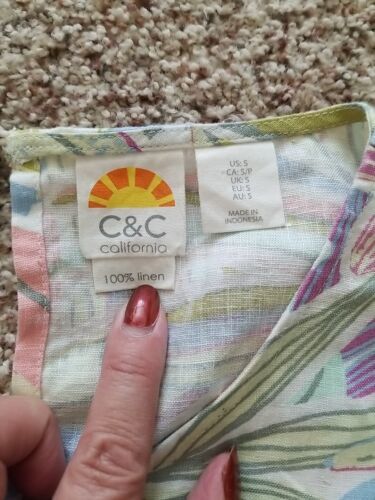 C&C
california
100% linen
US: S
CA: S/P
UK: S
EU: S
AU: S
MADE IN
INDONESIA